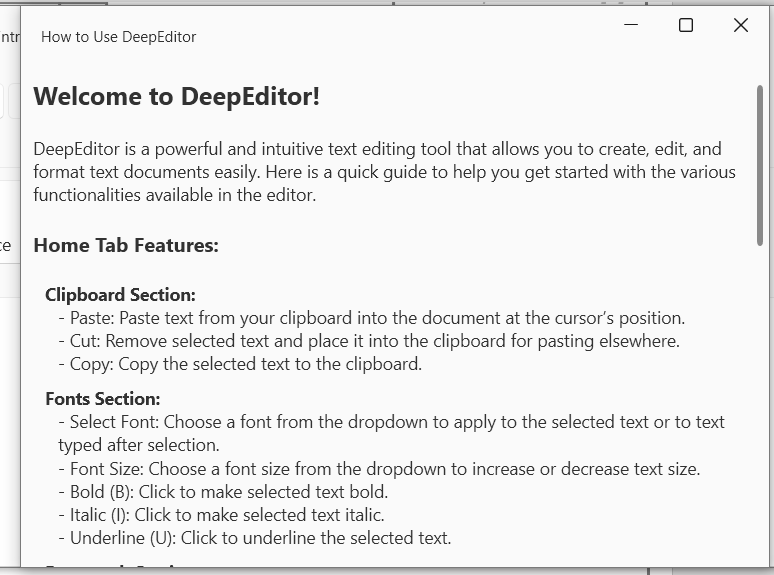 How to Use DeepEditor
Welcome to DeepEditor!
DeepEditor is a powerful and intuitive text editing tool that allows you to create, edit, and
format text documents easily. Here is a quick guide to help you get started with the various
functionalities available in the editor.
Home Tab Features:
Clipboard Section:
- Paste: Paste text from your clipboard into the document at the cursor’s position.
- Cut: Remove selected text and place it into the clipboard for pasting elsewhere.
- Copy: Copy the selected text to the clipboard.
Fonts Section:
- Select Font: Choose a font from the dropdown to apply to the selected text or to text
typed after selection.
- Font Size: Choose a font size from the dropdown to increase or decrease text size.
- Bold (B): Click to make selected text bold.
- Italic (I): Click to make selected text italic.
- Underline (U): Click to underline the selected text.